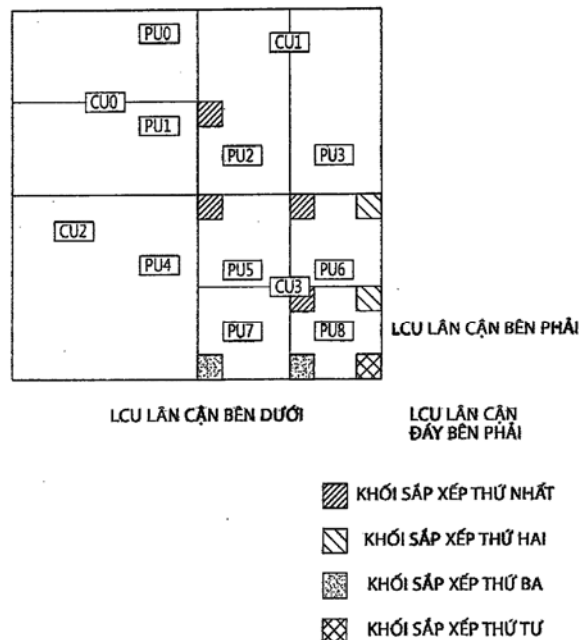 PU0
CU1
CU0
PU1
PU2
PU3
CU2
PU4
PU5
PU6
CU3
PU7
PU8
LCU LÂN CẬN BÊN PHẢI
LCU LÂN CẬN BÊN DƯỚI
LCU LÂN CẬN
ĐÁY BÊN PHẢI
KHỐI SẮP XẾP THỨ NHẤT
KHỐI SẮP XẾP THỨ HAI
KHỐI SẮP XẾP THỨ BA
KHỐI SẮP XẾP THỨ TƯ